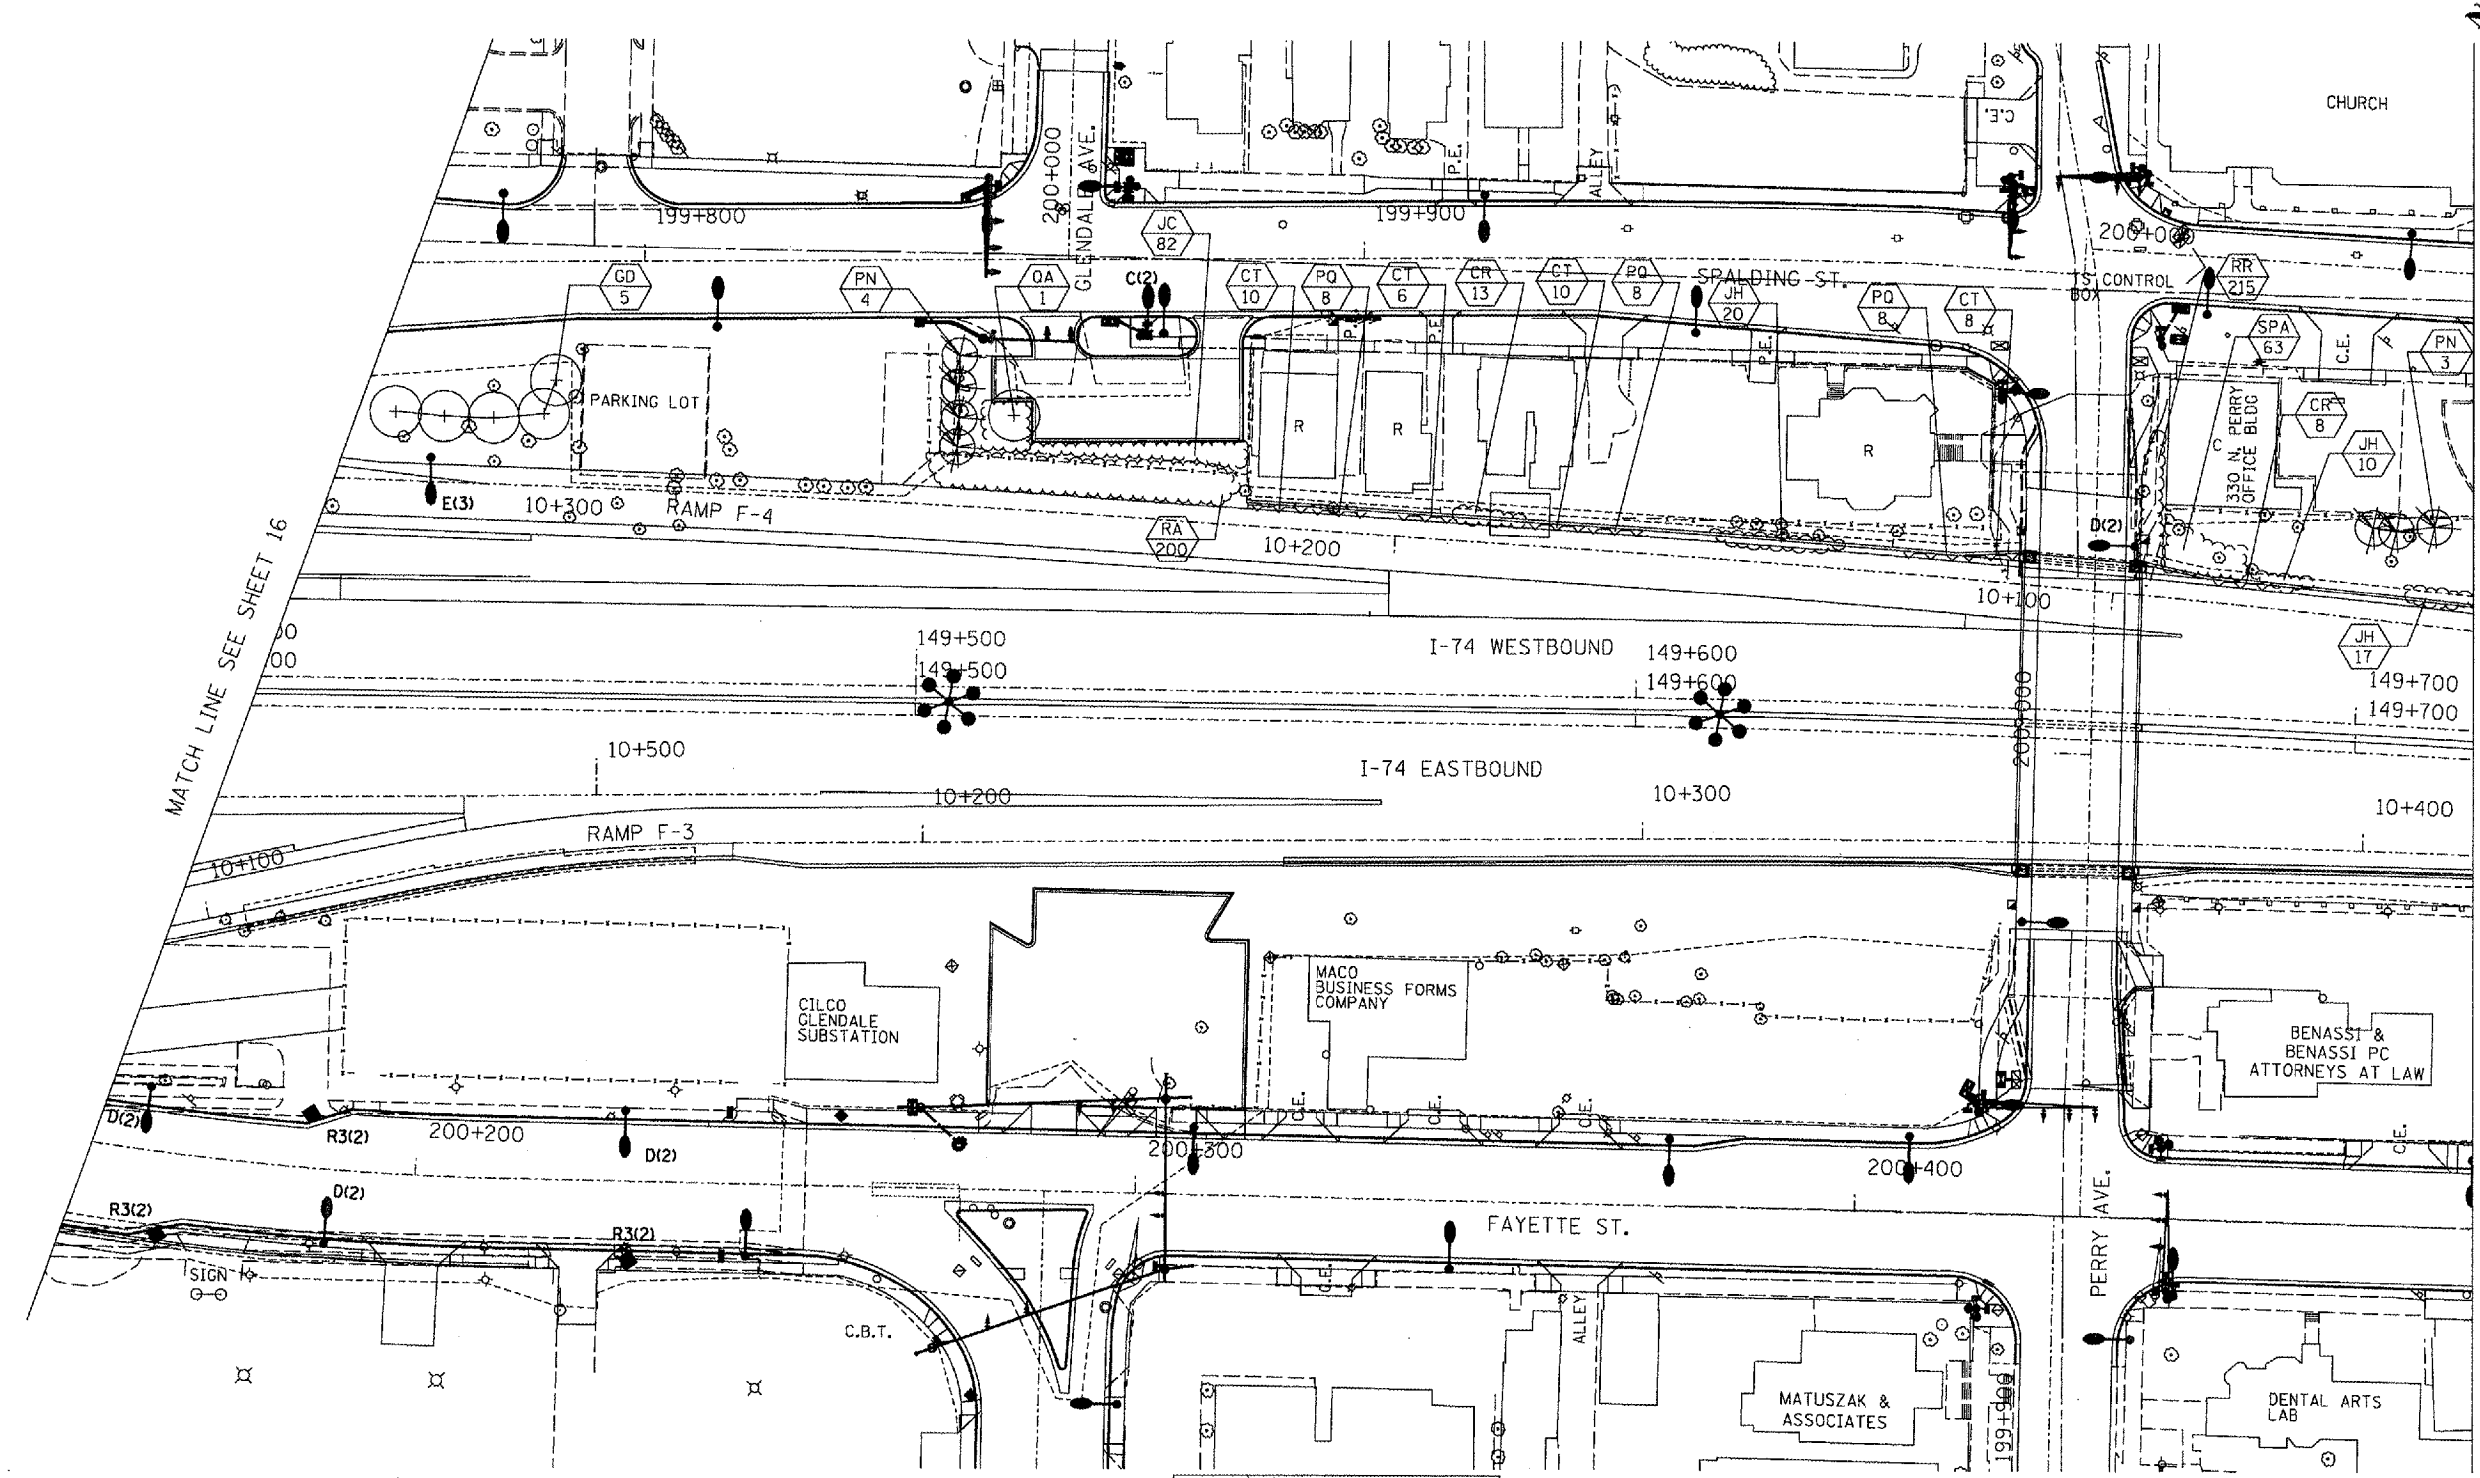 CHURCH
C.E.
200+000
GLENDALE AVE.
P.E.
ALLEY
199+800
199+900
JC
82
GD
5
PN
4
QA
1
C(2)
CT
10
PQ
8
CT
6
CR
13
CT
10
PQ
8
SPALDING ST.
JH
20
PQ
8
CT
8
TS CONTROL
BOX
RR
215
SPA
63
C.E.
PN
3
P.E.
P.E.
P.E.
PARKING LOT
R
R
R
330 N. PERRY
OFFICE BLDG
C
CR
8
JH
10
E(3)
10+300
RAMP F-4
RA
200
10+200
D(2)
10+100
MATCH LINE SEE SHEET 16
00
00
149+500
149+500
I-74 WESTBOUND
149+600
149+600
JH
17
149+700
149+700
200+000
10+500
I-74 EASTBOUND
10+200
10+300
10+400
RAMP F-3
10+100
CILCO
GLENDALE
SUBSTATION
MACO
BUSINESS FORMS
COMPANY
BENASSI &
BENASSI PC
ATTORNEYS AT LAW
D(2)
R3(2)
200+200
D(2)
C.E.
C.E.
C.E.
200+300
200+400
C.E.
R3(2)
D(2)
R3(2)
FAYETTE ST.
PERRY AVE.
SIGN
C.E.
ALLEY
C.B.T.
MATUSZAK &
ASSOCIATES
199+900
DENTAL ARTS
LAB